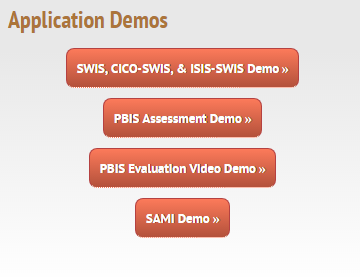 Application Demos
SWIS, CICO-SWIS, & ISIS-SWIS Demo »
PBIS Assessment Demo »
PBIS Evaluation Video Demo »
SAMI Demo »